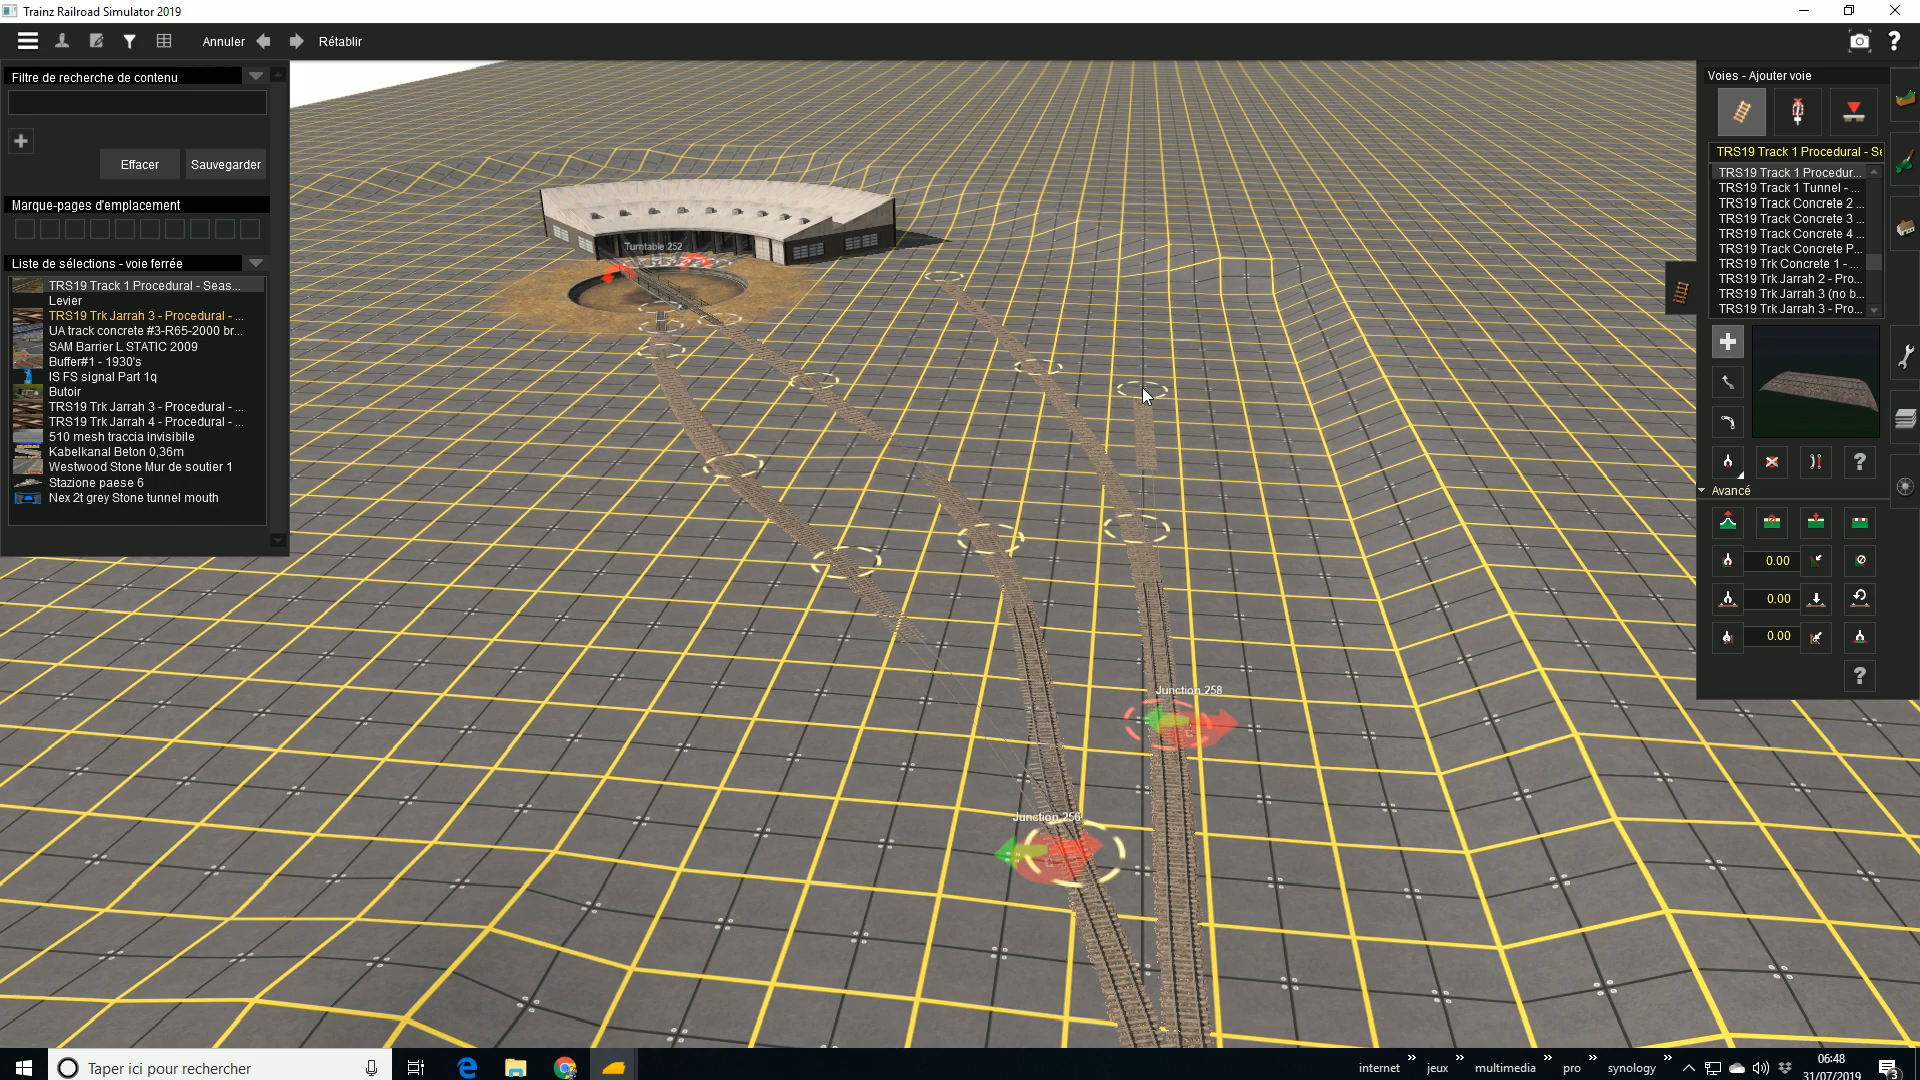 Trainz Railroad Simulator 2019
Annuler
Rétablir
Filtre de recherche de contenu
Effacer
Sauvegarder
Marque-pages d'emplacement
Liste de sélections - voie ferrée
TRS19 Track 1 Procedural - Seas...
Levier
TRS19 Trk Jarrah 3 - Procedural - ...
UA track concrete #3-R65-2000 br...
SAM Barrier L STATIC 2009
Buffer#1 - 1930's
IS FS signal Part 1q
Butoir
TRS19 Trk Jarrah 3 - Procedural - ...
TRS19 Trk Jarrah 4 - Procedural - ...
510 mesh traccia invisibile
Kabelkanal Beton 0,36m
Westwood Stone Mur de soutier 1
Stazione paese 6
Nex 2t grey Stone tunnel mouth
Turntable 252
Junction 258
Junction 256
Voies - Ajouter voie
TRS19 Track 1 Procedural - Se
TRS19 Track 1 Procedur...
TRS19 Track 1 Tunnel - ...
TRS19 Track Concrete 2 ...
TRS19 Track Concrete 3 ...
TRS19 Track Concrete 4 ...
TRS19 Track Concrete P...
TRS19 Trk Concrete 1 - ...
TRS19 Trk Jarrah 2 - Pro...
TRS19 Trk Jarrah 3 (no b...
TRS19 Trk Jarrah 3 - Pro...
?
Avancé
0.00
0.00
0.00
?
Taper ici pour rechercher
internet
jeux
multimedia
pro
synology
06:48
31/07/2019
3